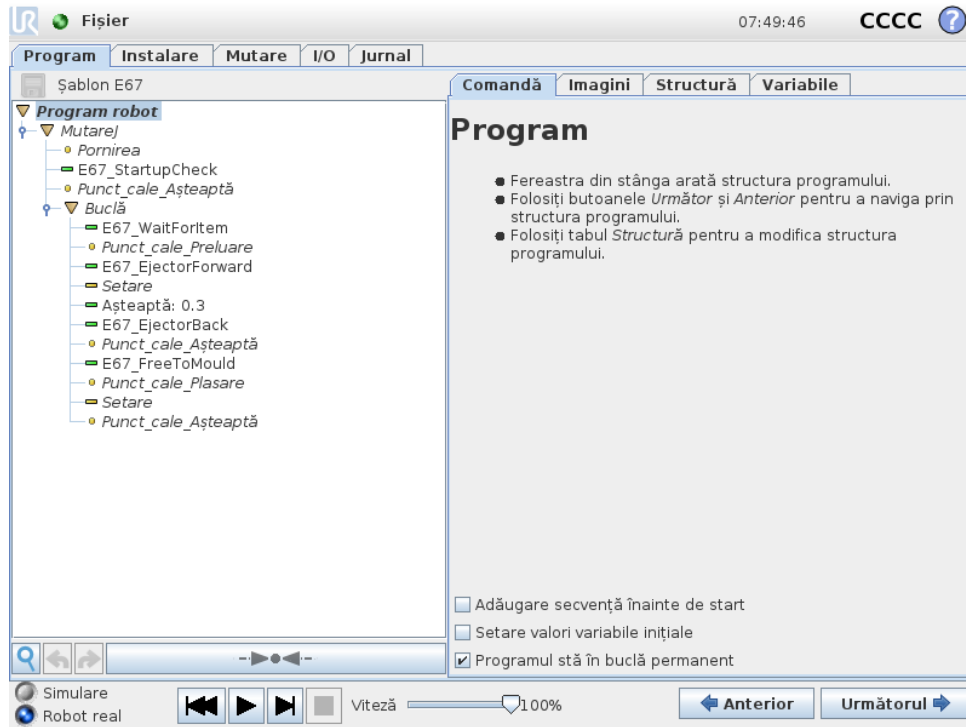 UR Fișier 07:49:46 CCCC ?
Program Instalare Mutare I/O Jurnal
Șablon E67
Comandă Imagini Structură Variabile
Program robot
MutareJ
Pornirea
E67_StartupCheck
Punct_cale_Așteaptă
Buclă
E67_WaitForItem
Punct_cale_Preluare
E67_EjectorForward
Setare
Așteaptă: 0.3
E67_EjectorBack
Punct_cale_Așteaptă
E67_FreeToMould
Punct_cale_Plasare
Setare
Punct_cale_Așteaptă
Program
Fereastra din stânga arată structura programului.
Folosiți butoanele Următor și Anterior pentru a naviga prin
structura programului.
Folosiți tabul Structură pentru a modifica structura
programului.
Adăugare secvență înainte de start
Setare valori variabile inițiale
Programul stă în buclă permanent
Simulare
Robot real
Viteză 100%
Anterior Următorul